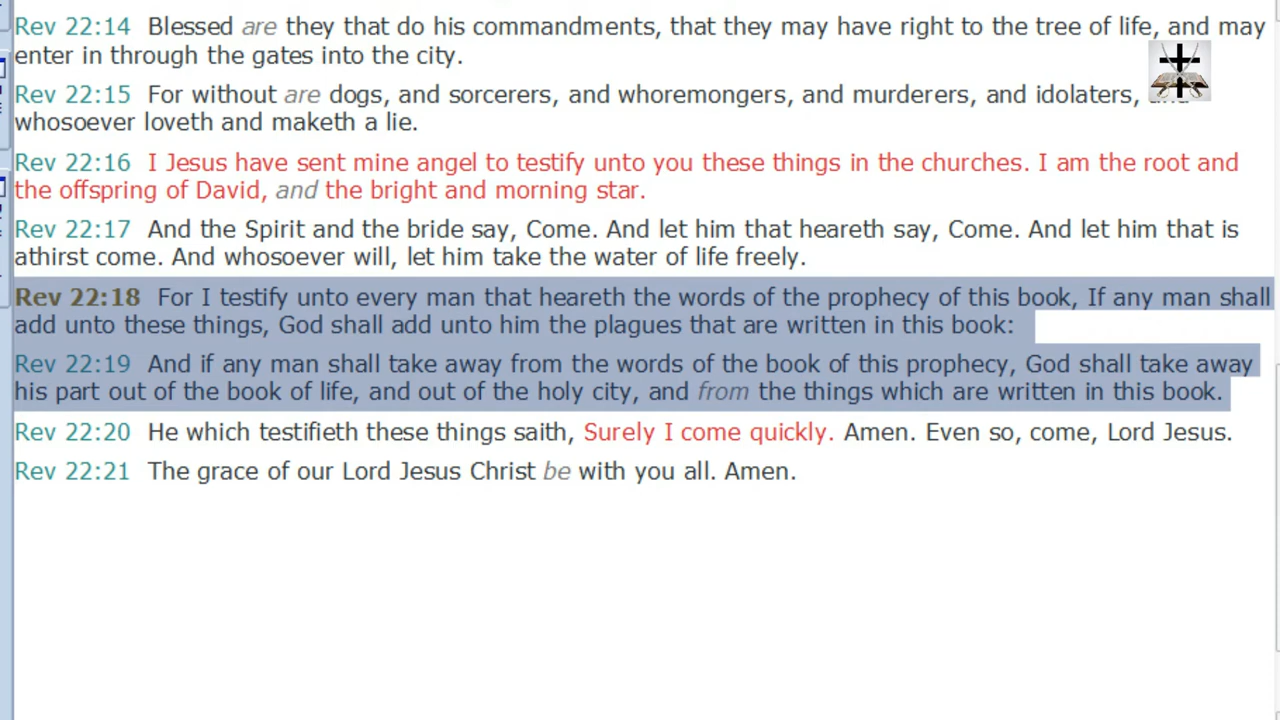 Rev 22:14 Blessed are they that do his commandments, that they may have right to the tree of life, and may
enter in through the gates into the city.
Rev 22:15 For without are dogs, and sorcerers, and whoremongers, and murderers, and idolaters, and
whosoever loveth and maketh a lie.
Rev 22:16 I Jesus have sent mine angel to testify unto you these things in the churches. I am the root and
the offspring of David, and the bright and morning star.
Rev 22:17 And the Spirit and the bride say, Come. And let him that heareth say, Come. And let him that is
athirst come. And whosoever will, let him take the water of life freely.
Rev 22:18 For I testify unto every man that heareth the words of the prophecy of this book, If any man shall
add unto these things, God shall add unto him the plagues that are written in this book:
Rev 22:19 And if any man shall take away from the words of the book of this prophecy, God shall take away
his part out of the book of life, and out of the holy city, and from the things which are written in this book.
Rev 22:20 He which testifieth these things saith, Surely I come quickly. Amen. Even so, come, Lord Jesus.
Rev 22:21 The grace of our Lord Jesus Christ be with you all. Amen.